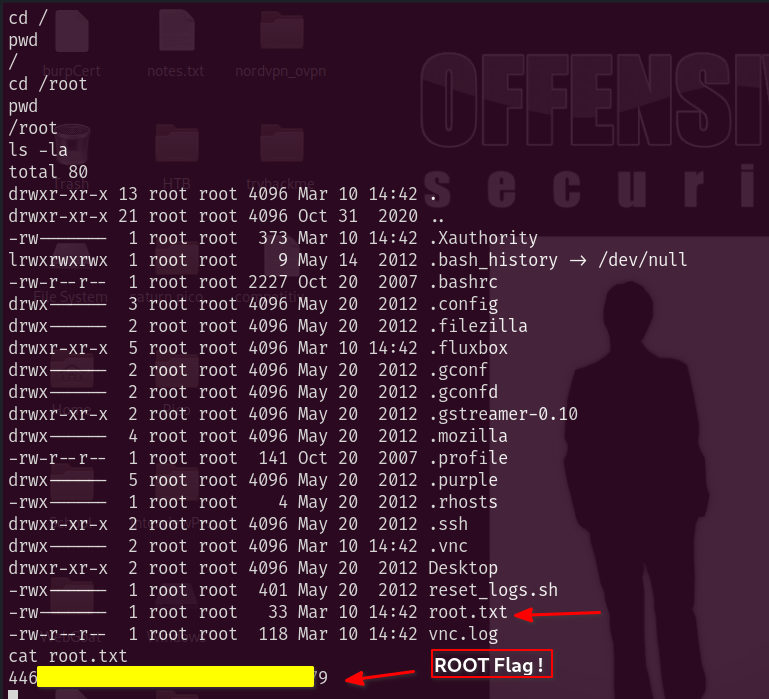 cd /
pwd
/
cd /root
pwd
/root
ls -la
total 80
drwxr-xr-x 13 root root 4096 Mar 10 14:42 .
drwxr-xr-x 21 root root 4096 Oct 31  2020 ..
-rw-------  1 root root  373 Mar 10 14:42 .Xauthority
lrwxrwxrwx  1 root root    9 May 14  2012 .bash_history -> /dev/null
-rw-r--r--  1 root root 2227 Oct 20  2007 .bashrc
drwx------  3 root root 4096 May 20  2012 .config
drwx------  2 root root 4096 May 20  2012 .filezilla
drwxr-xr-x  5 root root 4096 Mar 10 14:42 .fluxbox
drwx------  2 root root 4096 May 20  2012 .gconf
drwx------  2 root root 4096 May 20  2012 .gconfd
drwxr-xr-x  2 root root 4096 May 20  2012 .gstreamer-0.10
drwx------  4 root root 4096 May 20  2012 .mozilla
-rw-r--r--  1 root root  141 Oct 20  2007 .profile
drwx------  5 root root 4096 May 20  2012 .purple
-rwx------  1 root root    4 May 20  2012 .rhosts
drwxr-xr-x  2 root root 4096 May 20  2012 .ssh
drwx------  2 root root 4096 Mar 10 14:42 .vnc
drwxr-xr-x  2 root root 4096 May 20  2012 Desktop
-rwx------  1 root root  401 May 20  2012 reset_logs.sh
-rw-------  1 root root   33 Mar 10 14:42 root.txt
-rw-r--r--  1 root root  118 Mar 10 14:42 vnc.log
cat root.txt
446 79
ROOT Flag !
burpCert
notes.txt
nordvpn_ovpn
OFFENSIV
securi
Trash
HTB
tryhackme
File System